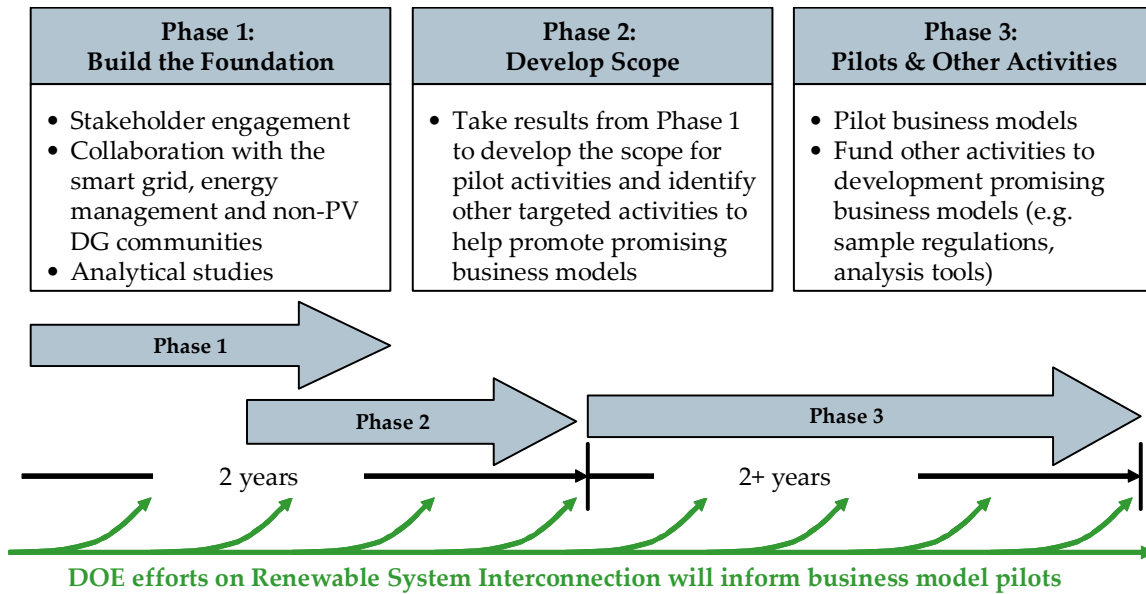 Phase 1:
Build the Foundation
• Stakeholder engagement
• Collaboration with the
smart grid, energy
management and non-PV
DG communities
• Analytical studies
Phase 2:
Develop Scope
• Take results from Phase 1
to develop the scope for
pilot activities and identify
other targeted activities to
help promote promising
business models
Phase 3:
Pilots & Other Activities
• Pilot business models
• Fund other activities to
development promising
business models (e.g.
sample regulations,
analysis tools)
Phase 1
Phase 2
Phase 3
2 years
2+ years
DOE efforts on Renewable System Interconnection will inform business model pilots